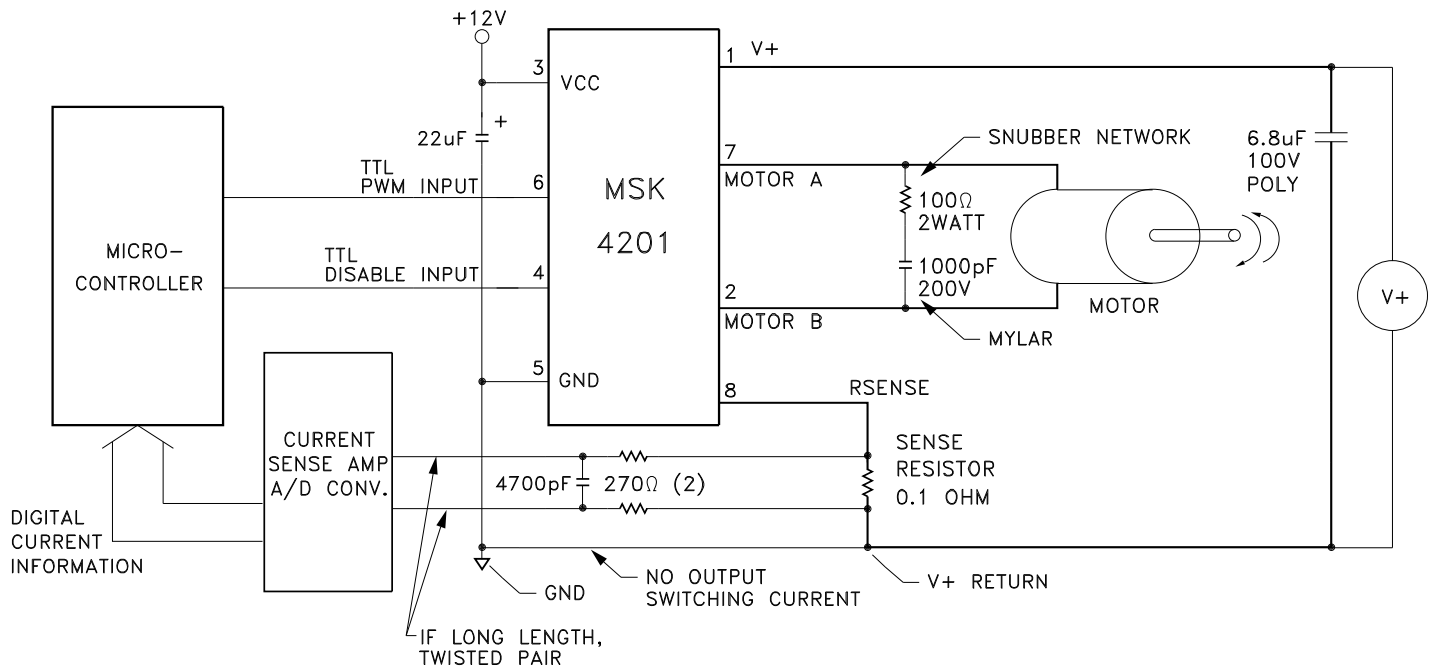 +12V
3
VCC
1
V+
+
22uF
TTL
PWM INPUT
6
MSK
4201
7
MOTOR A
SNUBBER NETWORK
100Ω
2WATT
6.8uF
100V
POLY
MICRO-
CONTROLLER
TTL
DISABLE INPUT
4
1000pF
200V
2
MOTOR B
MYLAR
MOTOR
V+
5
GND
8
RSENSE
CURRENT
SENSE AMP
A/D CONV.
4700pF
270Ω (2)
SENSE
RESISTOR
0.1 OHM
DIGITAL
CURRENT
INFORMATION
GND
NO OUTPUT
SWITCHING CURRENT
V+ RETURN
IF LONG LENGTH,
TWISTED PAIR